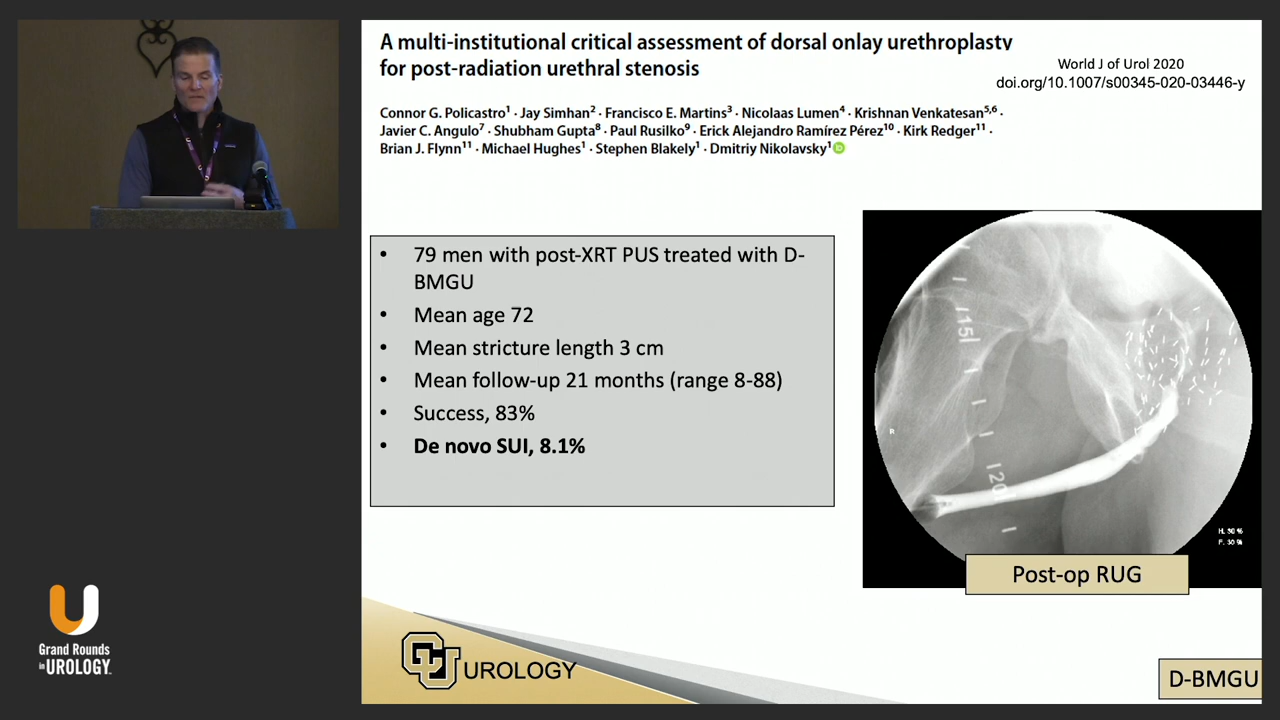 A multi-institutional critical assessment of dorsal onlay urethroplasty
for post-radiation urethral stenosis
World J of Urol 2020
doi.org/10.1007/s00345-020-03446-y
Connor G. Policastro1 · Jay Simhan2 · Francisco E. Martins3 · Nicolaas Lumen4 · Krishnan Venkatesan5,6 ·
Javier C. Angulo7 · Shubham Gupta8 · Paul Rusilko9 · Erick Alejandro Ramírez Pérez10 · Kirk Redger11 ·
Brian J. Flynn11 · Michael Hughes1 · Stephen Blakely1 · Dmitriy Nikolavsky1
• 79 men with post-XRT PUS treated with D-
BMGU
• Mean age 72
• Mean stricture length 3 cm
• Mean follow-up 21 months (range 8-88)
• Success, 83%
• De novo SUI, 8.1%
15
R
20
H. 30 %
F. 30 %
Post-op RUG
Grand Rounds
in UROLOGY
CU UROLOGY
D-BMGU